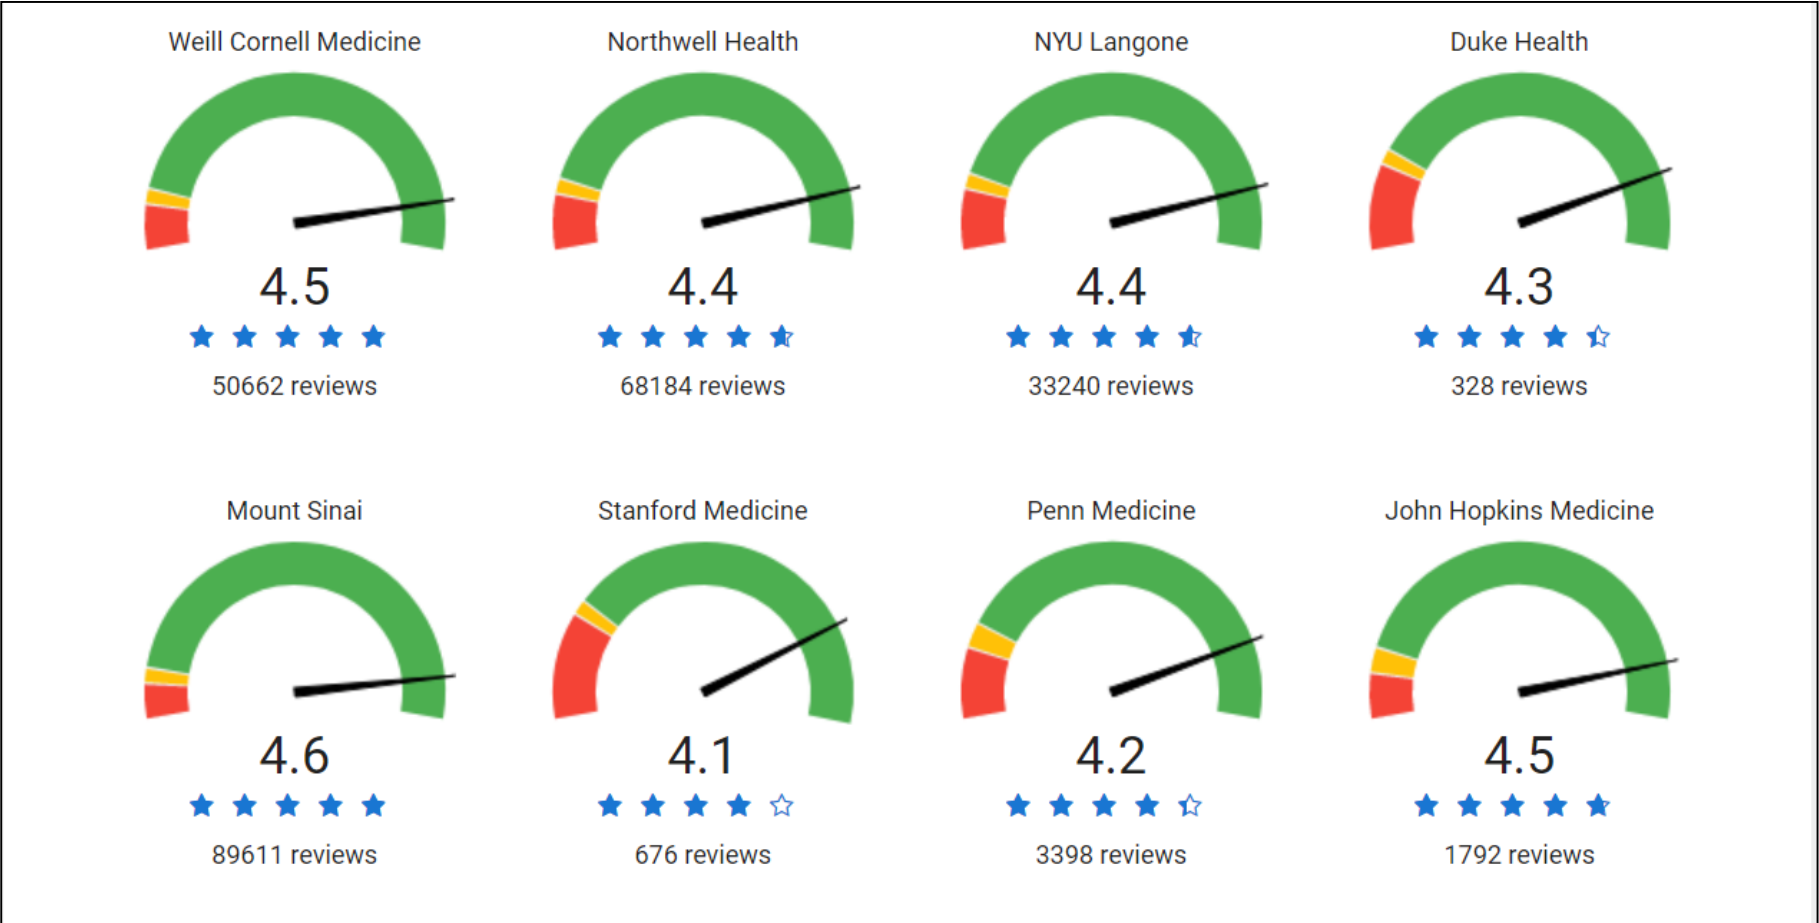 Weill Cornell Medicine
Northwell Health
NYU Langone
Duke Health
4.5
4.4
4.4
4.3
50662 reviews
68184 reviews
33240 reviews
328 reviews
Mount Sinai
Stanford Medicine
Penn Medicine
John Hopkins Medicine
4.6
4.1
4.2
4.5
89611 reviews
676 reviews
3398 reviews
1792 reviews